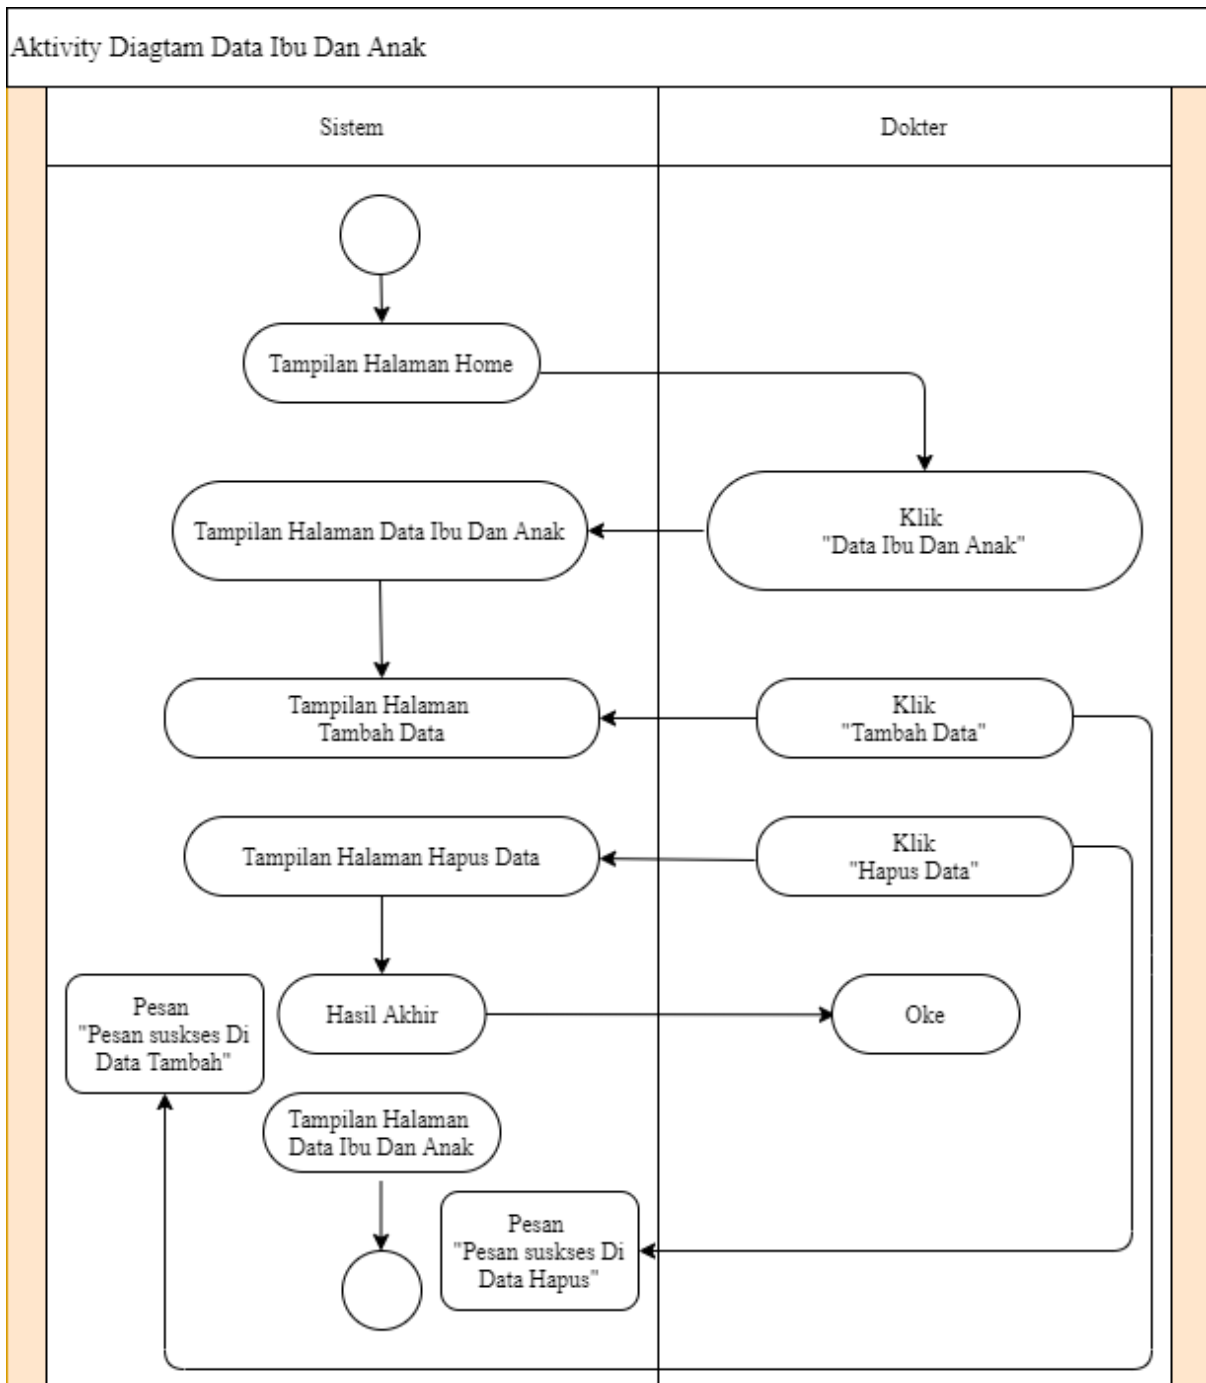 Aktivity Diagtam Data Ibu Dan Anak
Sistem
Dokter
Tampilan Halaman Home
Klik
"Data Ibu Dan Anak"
Tampilan Halaman Data Ibu Dan Anak
Tampilan Halaman
Tambah Data
Klik
"Tambah Data"
Tampilan Halaman Hapus Data
Klik
"Hapus Data"
Pesan
"Pesan suskses Di
Data Tambah"
Hasil Akhir
Oke
Tampilan Halaman
Data Ibu Dan Anak
Pesan
"Pesan suskses Di
Data Hapus"